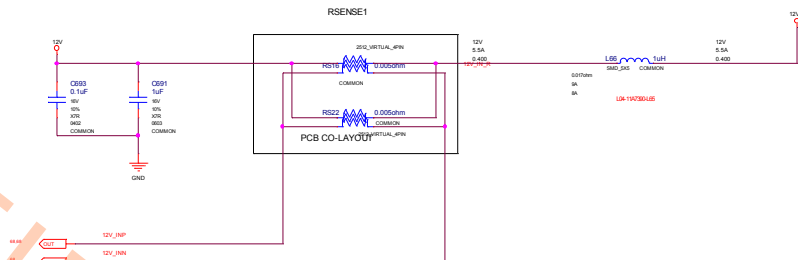 RSENSE1
12V
12V
2512_VIRTUAL_4PIN
12V
5.5A
0.400
12V
5.5A
0.400
RS16
0.005ohm
12V_IN_R
L66
1uH
SMD_5X5
COMMON
C693
0.1uF
16V
10%
X7R
0402
COMMON
C691
1uF
16V
10%
X7R
0603
COMMON
COMMON
0.017ohm
9A
8A
RS22
0.005ohm
COMMON
2512_VIRTUAL_4PIN
PCB CO-LAYOUT
GND
12V_INP
OUT
12V_INN